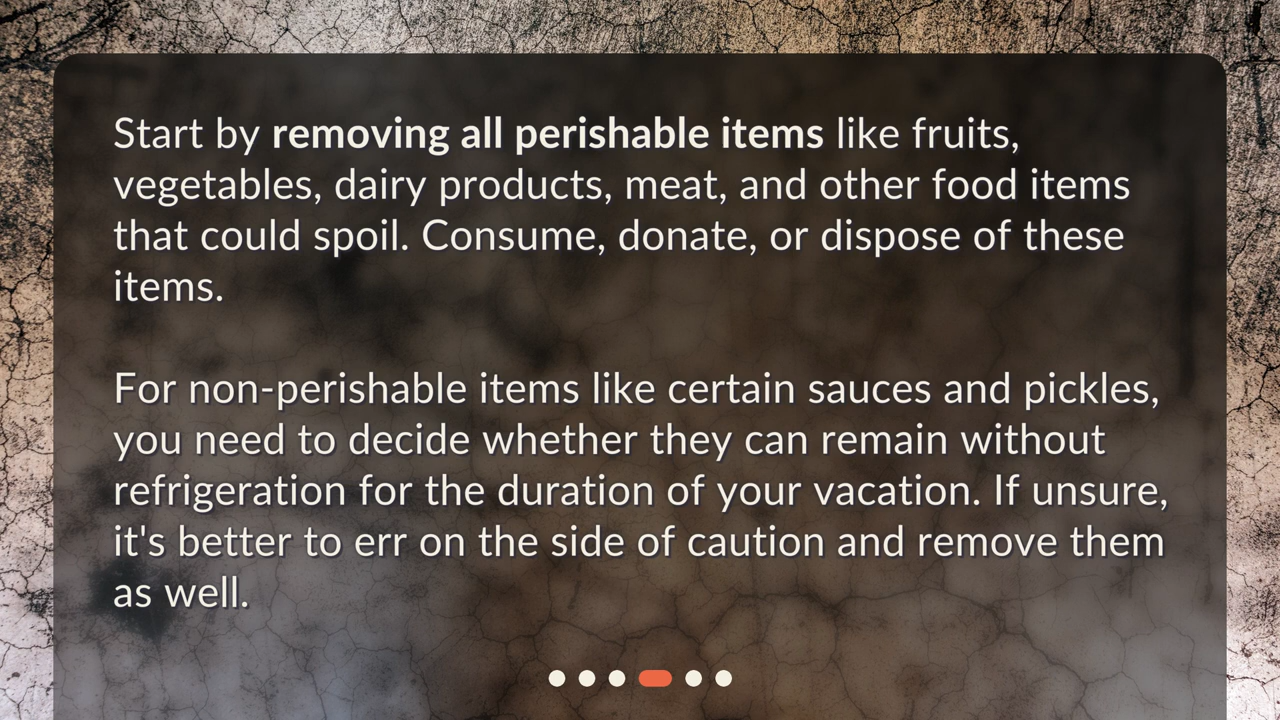 Start by removing all perishable items like fruits,
vegetables, dairy products, meat, and other food items
that could spoil. Consume, donate, or dispose of these
items.
For non-perishable items like certain sauces and pickles,
you need to decide whether they can remain without
refrigeration for the duration of your vacation. If unsure,
it's better to err on the side of caution and remove them
as well.